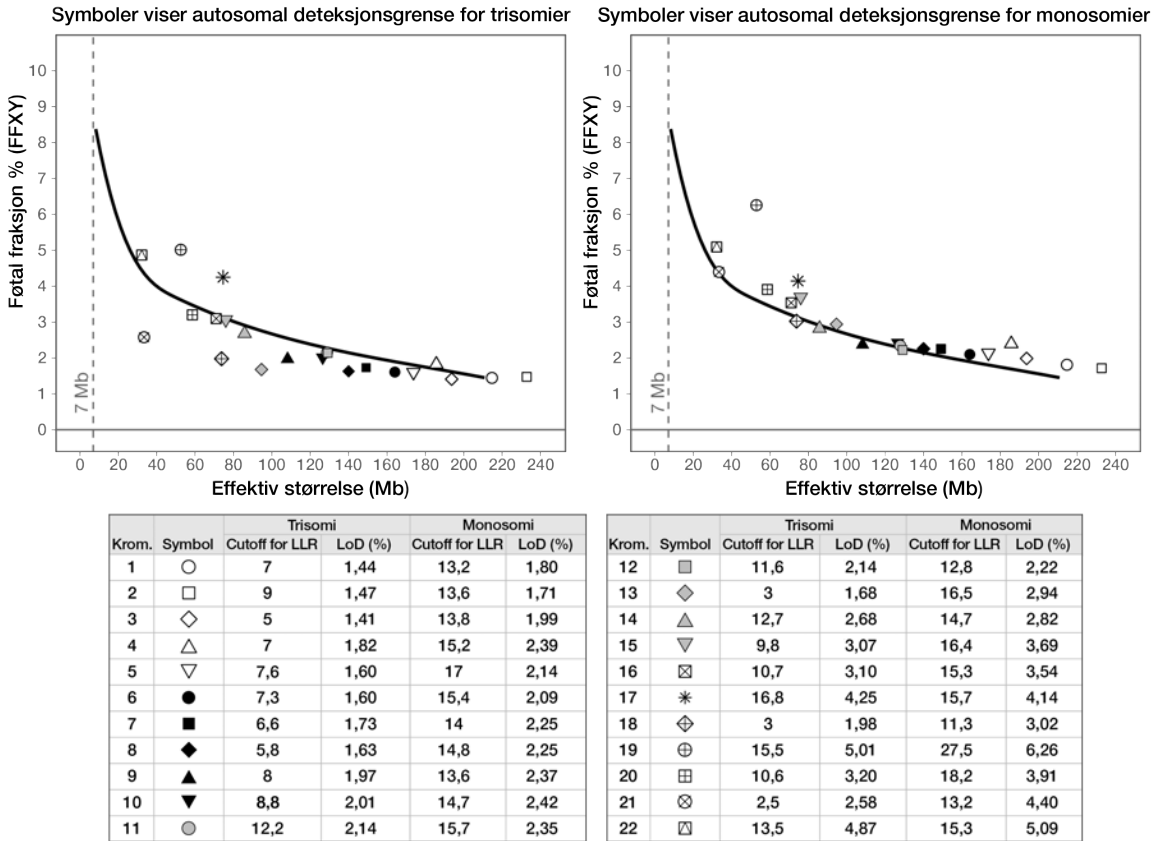 Symboler viser autosomal deteksjonsgrense for trisomier
Føtal fraksjon % (FFXY)
10
9
8
7
6
5
4
3
2
1
0
7 Mb
0 20 40 60 80 100 120 140 160 180 200 220 240
Effektiv størrelse (Mb)
Symboler viser autosomal deteksjonsgrense for monosomier
Føtal fraksjon % (FFXY)
10
9
8
7
6
5
4
3
2
1
0
7 Mb
0 20 40 60 80 100 120 140 160 180 200 220 240
Effektiv størrelse (Mb)
Trisomi Monosomi
Krom. Symbol Cutoff for LLR LoD (%) Cutoff for LLR LoD (%)
1 7 1,44 13,2 1,80
2 9 1,47 13,6 1,71
3 5 1,41 13,8 1,99
4 7 1,82 15,2 2,39
5 7,6 1,60 17 2,14
6 7,3 1,60 15,4 2,09
7 6,6 1,73 14 2,25
8 5,8 1,63 14,8 2,25
9 8 1,97 13,6 2,37
10 8,8 2,01 14,7 2,42
11 12,2 2,14 15,7 2,35
Trisomi Monosomi
Krom. Symbol Cutoff for LLR LoD (%) Cutoff for LLR LoD (%)
12 11,6 2,14 12,8 2,22
13 3 1,68 16,5 2,94
14 12,7 2,68 14,7 2,82
15 9,8 3,07 16,4 3,69
16 10,7 3,10 15,3 3,54
17 16,8 4,25 15,7 4,14
18 3 1,98 11,3 3,02
19 15,5 5,01 27,5 6,26
20 10,6 3,20 18,2 3,91
21 2,5 2,58 13,2 4,40
22 13,5 4,87 15,3 5,09